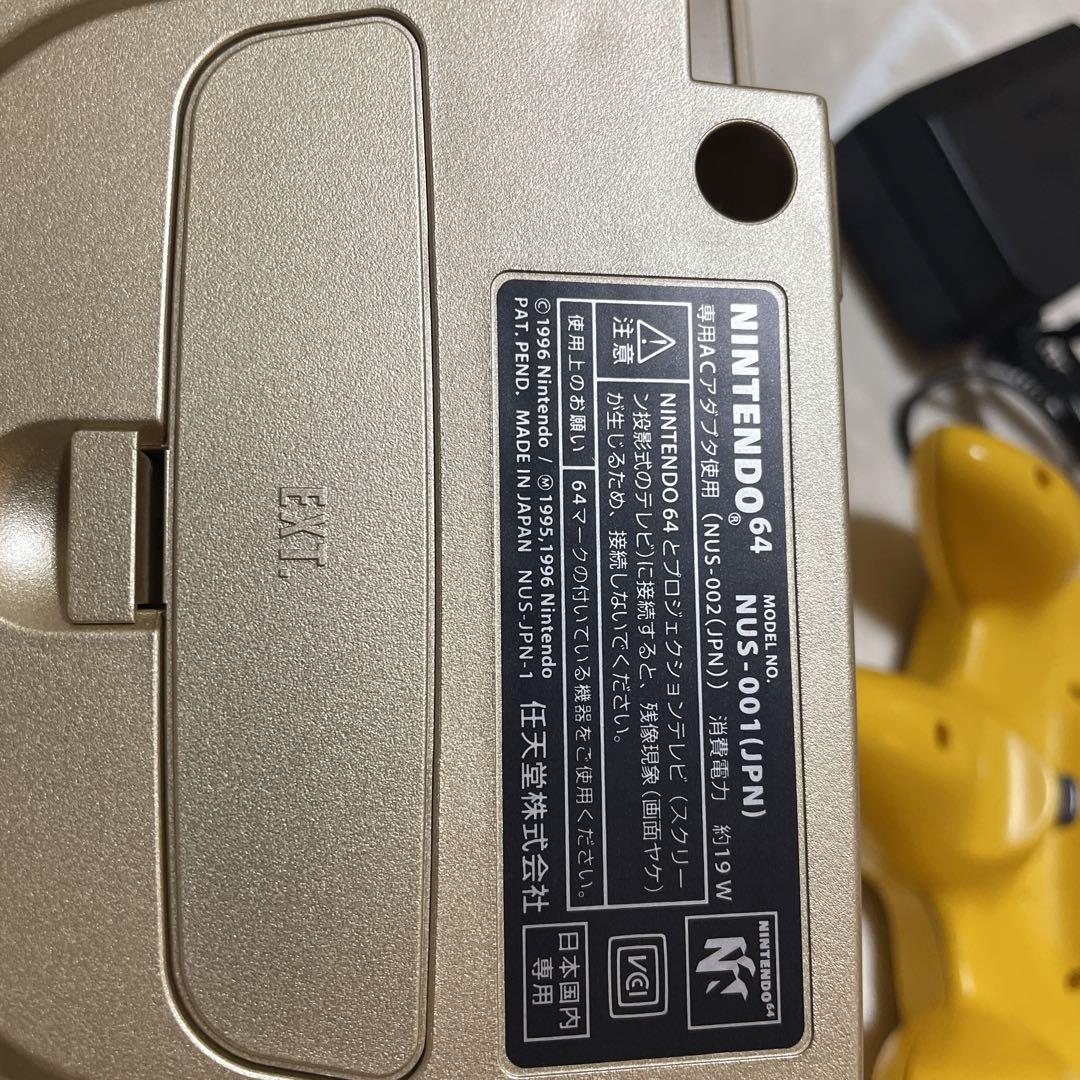 NINTENDO64® MODEL NO. NUS-001(JPN)
専用ACアダプタ使用 (NUS-002(JPN)) 消費電力 約19W
注意
NINTENDO64とプロジェクションテレビ(スクリー
ン投影式のテレビ)に接続すると、残像現象(画面ヤケ)
が生じるため、接続しないでください。
使用上のお願い 64マークの付いている機器をご使用ください。
©1996 Nintendo / Ⓜ1995,1996 Nintendo
PAT. PEND. MADE IN JAPAN NUS-JPN-1 任天堂株式会社
NINTENDO64
VCI
日本国内
専用
EXT.